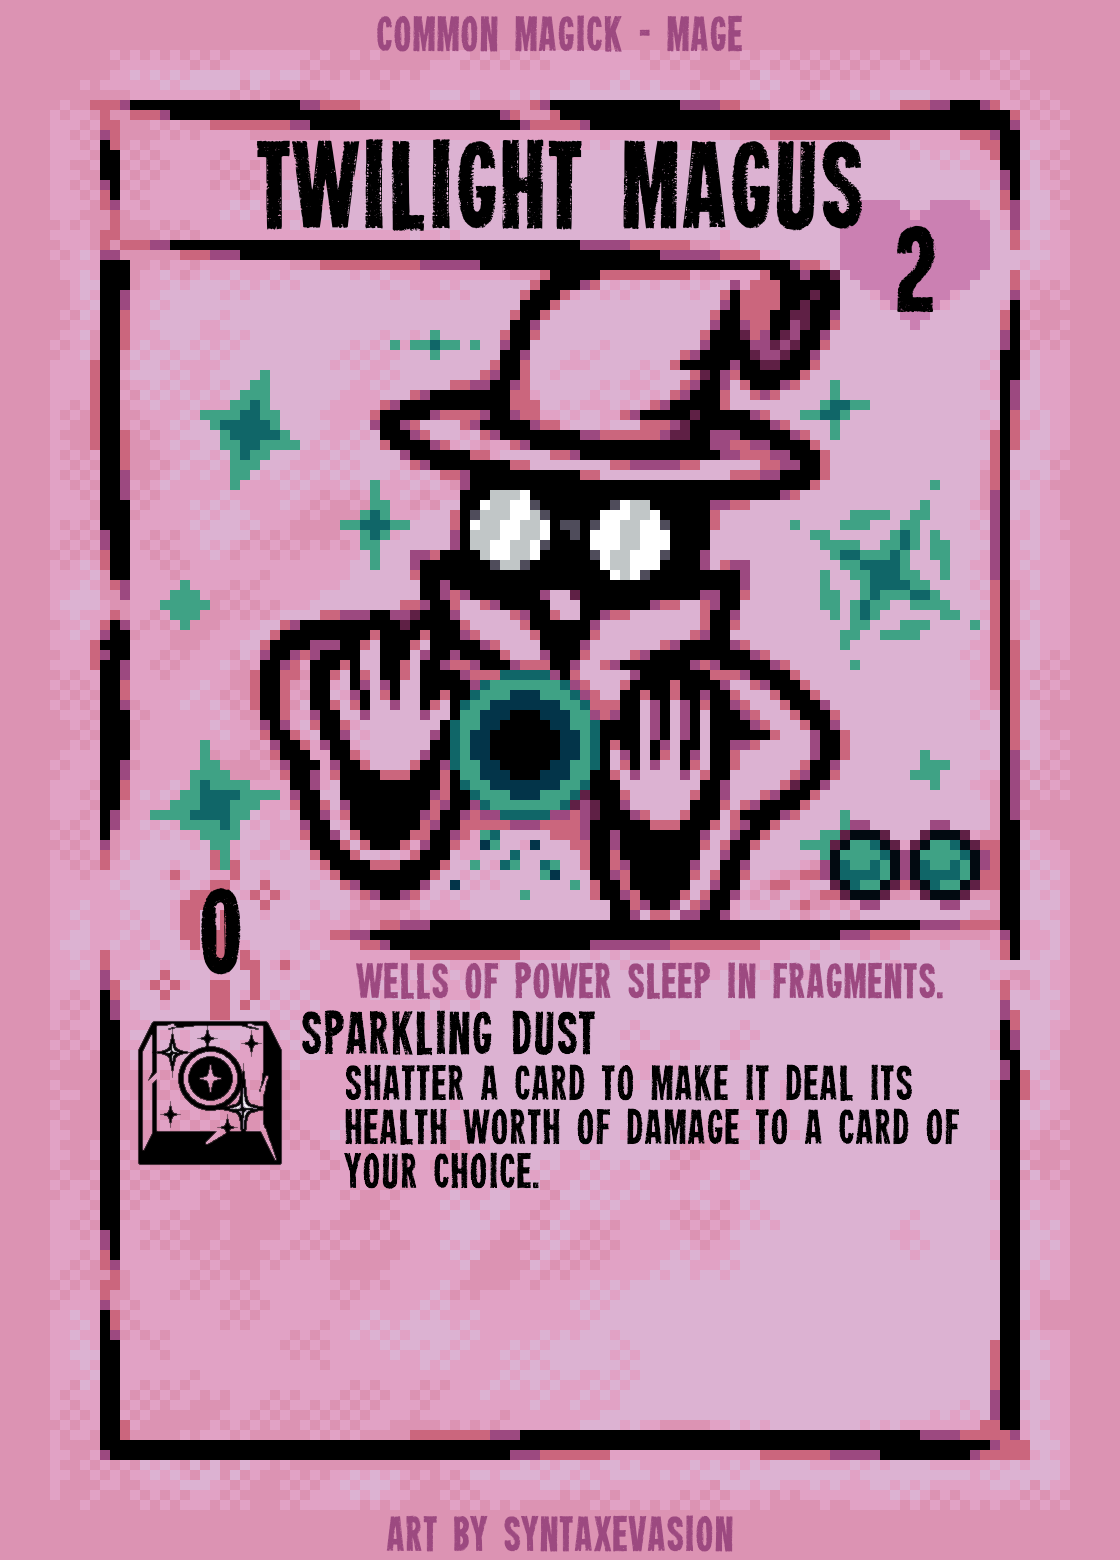 COMMON MAGICK - MAGE
TWILIGHT MAGUS
2
0
WELLS OF POWER SLEEP IN FRAGMENTS.
SPARKLING DUST
SHATTER A CARD TO MAKE IT DEAL ITS
HEALTH WORTH OF DAMAGE TO A CARD OF
YOUR CHOICE.
ART BY SYNTAXEVASION